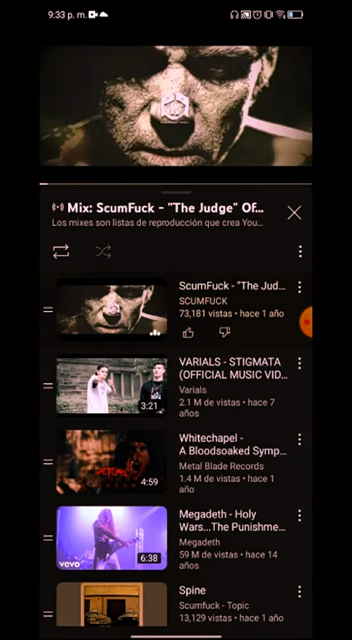 9:33 p. m.
Mix: ScumFuck - "The Judge" Of...
Los mixes son listas de reproducción que crea You...
ScumFuck - "The Jud...
SCUMFUCK
73,181 vistas • hace 1
año
VARIALS - STIGMATA
(OFFICIAL MUSIC VID...
Varials
2.1 M de vistas • hace 7
años
3:21
Whitechapel -
A Bloodsoaked Symp...
Metal Blade Records
1.4 M de vistas • hace 1
año
4:59
Megadeth - Holy
Wars...The Punishme...
Megadeth
59 M de vistas • hace 14
años
vevo
6:38
Spine
Scumfuck - Topic
13,129 vistas • hace 1 año